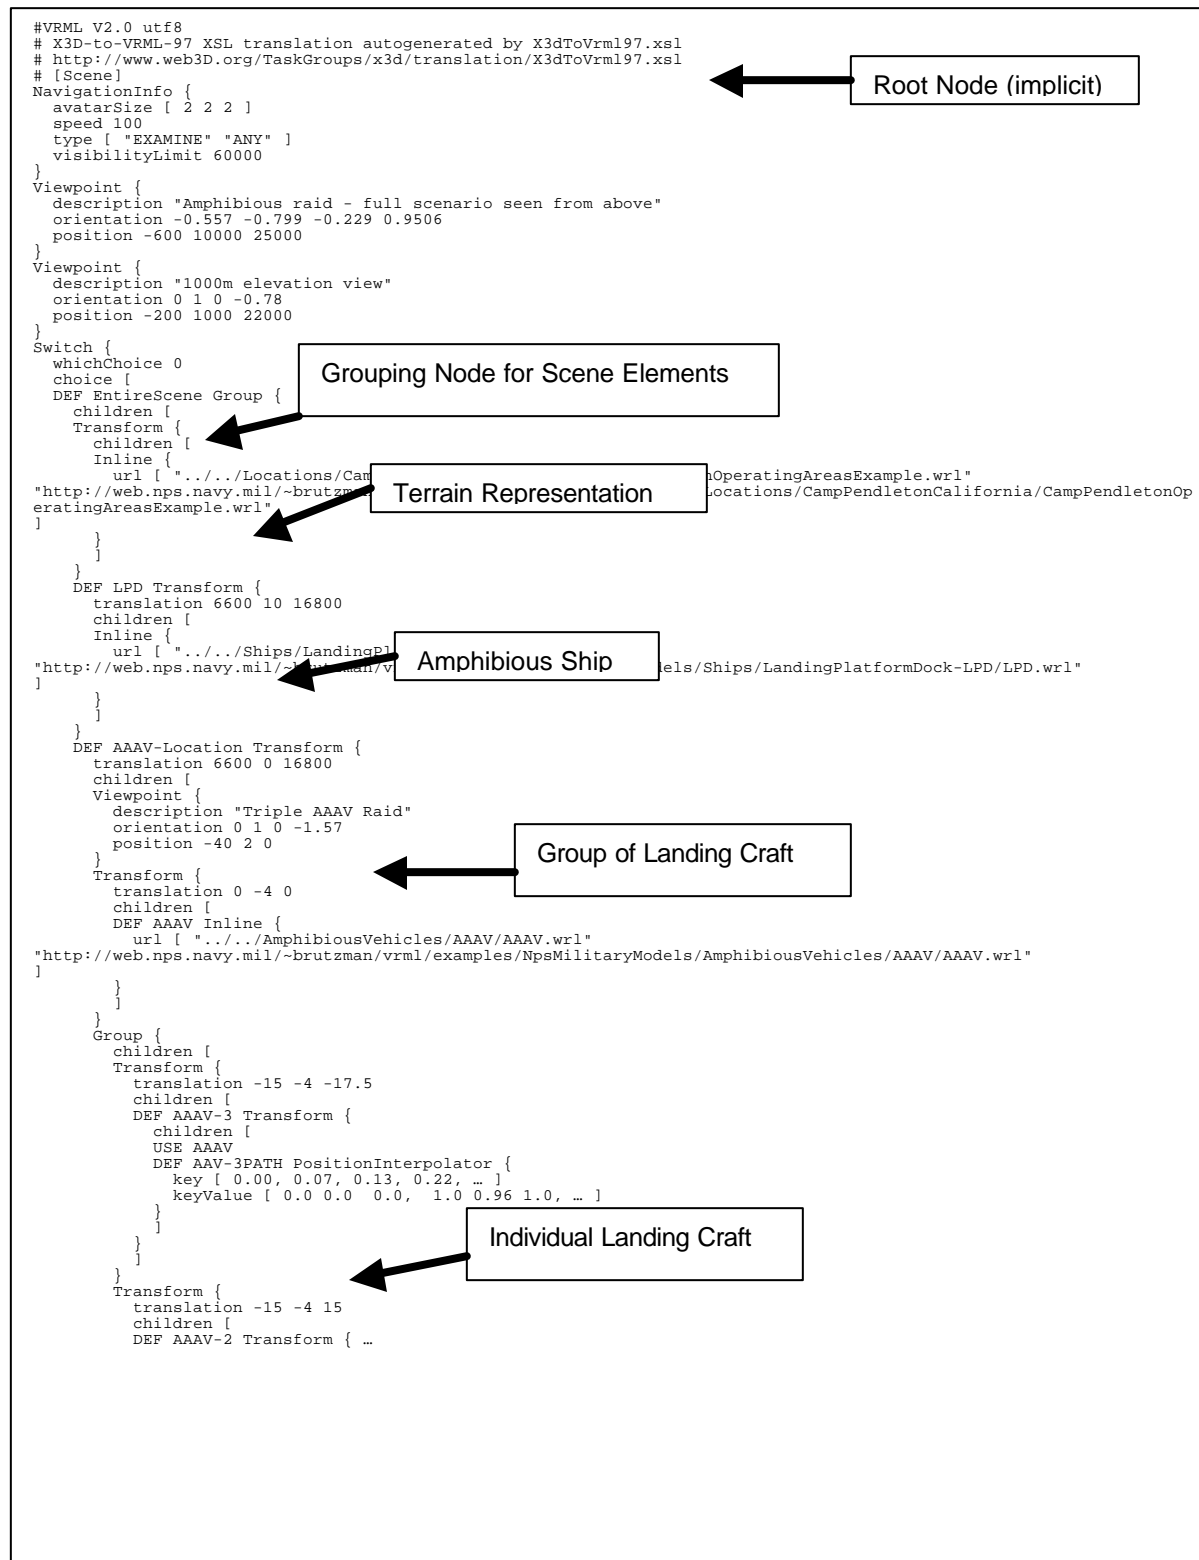 #VRML V2.0 utf8
# X3D-to-VRML-97 XSL translation autogenerated by X3dToVrml97.xsl
# http://www.web3D.org/TaskGroups/x3d/translation/X3dToVrml97.xsl
# [Scene]
Root Node (implicit)
NavigationInfo {
avatarSize [ 2 2 2 ]
speed 100
type [ "EXAMINE" "ANY" ]
visibilityLimit 60000
}
Viewpoint {
description "Amphibious raid - full scenario seen from above"
orientation -0.557 -0.799 -0.229 0.9506
position -600 10000 25000
}
Viewpoint {
description "1000m elevation view"
orientation 0 1 0 -0.78
position -200 1000 22000
}
Switch {
whichChoice 0
choice [
Grouping Node for Scene Elements
DEF EntireScene Group {
children [
Transform {
children [
Inline {
url [ "../../Locations/Cam nOperatingAreasExample.wrl"
"http://web.nps.navy.mil/~brutzman Locations/CampPendletonCalifornia/CampPendletonOp
Terrain Representation
eratingAreasExample.wrl"
]
}
]
}
DEF LPD Transform {
translation 6600 10 16800
children [
Inline {
url [ "../../Ships/LandingPl
Amphibious Ship
"http://web.nps.navy.mil/~brutzman/v els/Ships/LandingPlatformDock-LPD/LPD.wrl"
]
}
]
}
DEF AAAV-Location Transform {
translation 6600 0 16800
children [
Viewpoint {
description "Triple AAAV Raid"
orientation 0 1 0 -1.57
position -40 2 0
}
Group of Landing Craft
Transform {
translation 0 -4 0
children [
DEF AAAV Inline {
url [ "../../AmphibiousVehicles/AAAV/AAAV.wrl"
"http://web.nps.navy.mil/~brutzman/vrml/examples/NpsMilitaryModels/AmphibiousVehicles/AAAV/AAAV.wrl"
]
}
]
}
Group {
children [
Transform {
translation -15 -4 -17.5
children [
DEF AAAV-3 Transform {
children [
USE AAAV
DEF AAV-3PATH PositionInterpolator {
key [ 0.00, 0.07, 0.13, 0.22, … ]
keyValue [ 0.0 0.0  0.0,  1.0 0.96 1.0, … ]
}
]
Individual Landing Craft
}
]
}
Transform {
translation -15 -4 15
children [
DEF AAAV-2 Transform { …